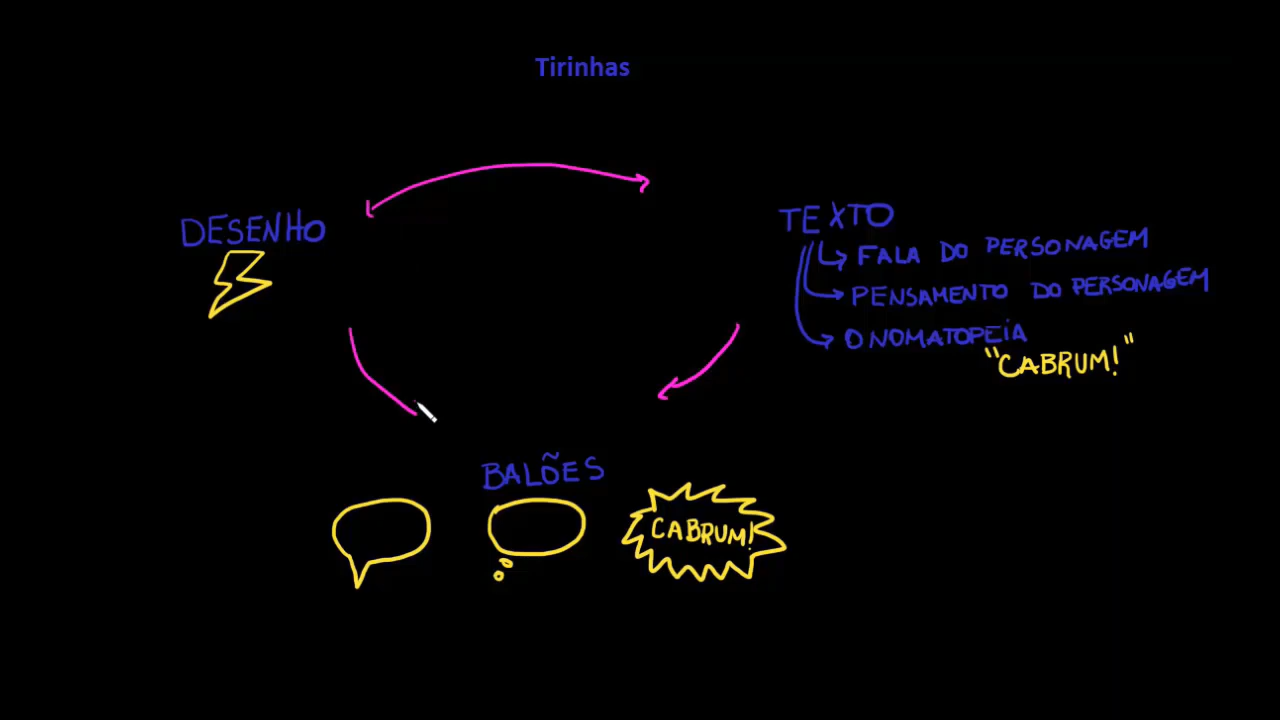 Tirinhas
DESENHO
TEXTO
FALA DO PERSONAGEM
PENSAMENTO DO PERSONAGEM
ONOMATOPEIA
"CABRUM!"
BALÕES
CABRUM!